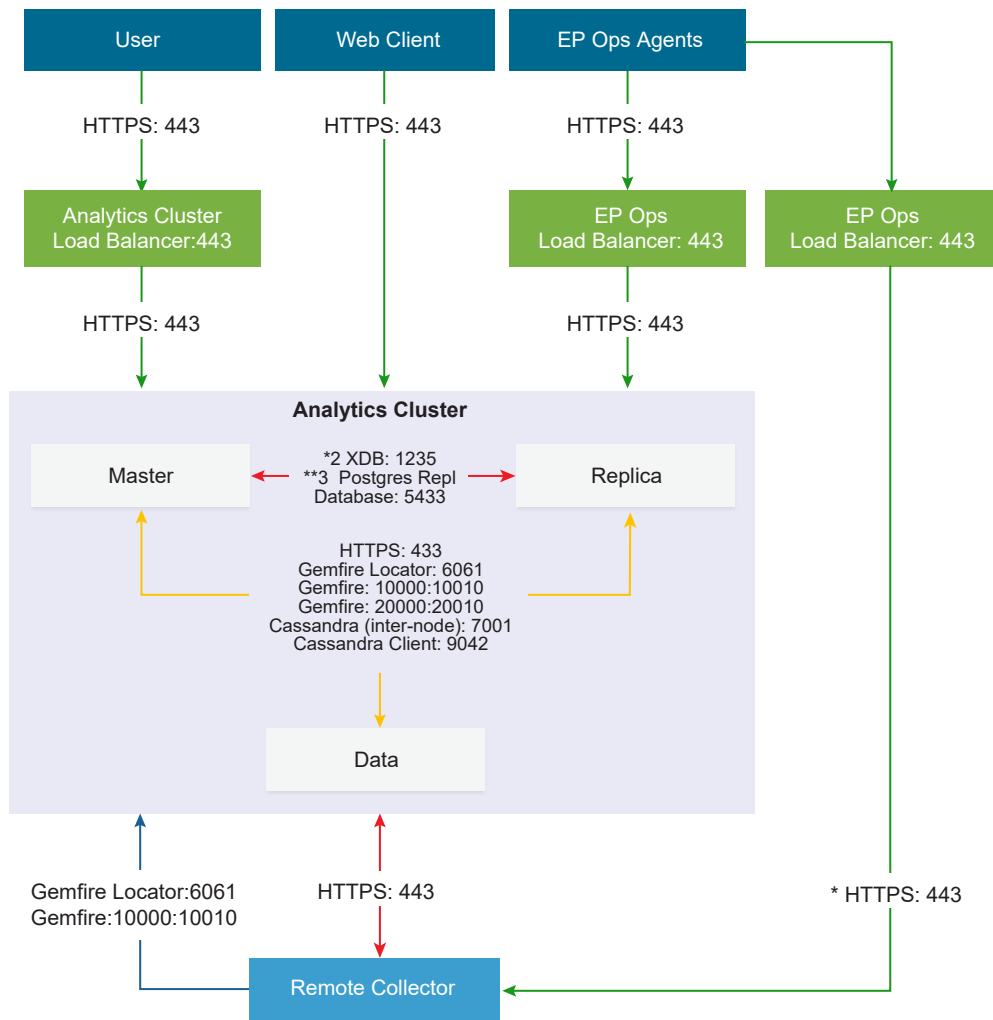 User
Web Client
EP Ops Agents
HTTPS: 443
HTTPS: 443
HTTPS: 443
Analytics Cluster
Load Balancer:443
EP Ops
Load Balancer: 443
EP Ops
Load Balancer: 443
HTTPS: 443
HTTPS: 443
Analytics Cluster
Master
*2 XDB: 1235
**3 Postgres Repl
Database: 5433
Replica
HTTPS: 433
Gemfire Locator: 6061
Gemfire: 10000:10010
Gemfire: 20000:20010
Cassandra (inter-node): 7001
Cassandra Client: 9042
Data
Gemfire Locator:6061
Gemfire:10000:10010
HTTPS: 443
* HTTPS: 443
Remote Collector